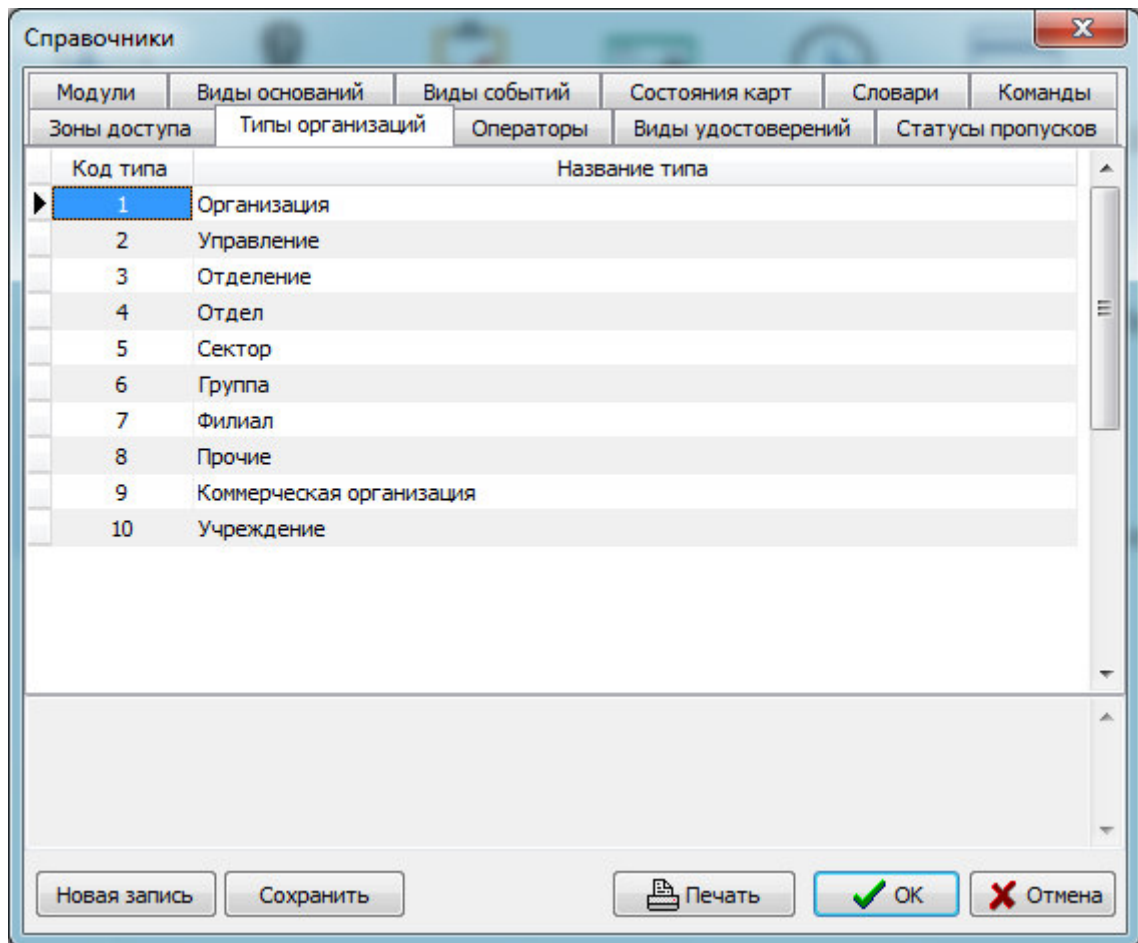 Справочники
Модули Виды оснований Виды событий Состояния карт Словари Команды
Зоны доступа Типы организаций Операторы Виды удостоверений Статусы пропусков
Код типа Название типа
1 Организация
2 Управление
3 Отделение
4 Отдел
5 Сектор
6 Группа
7 Филиал
8 Прочие
9 Коммерческая организация
10 Учреждение
Новая запись Сохранить Печать OK Отмена